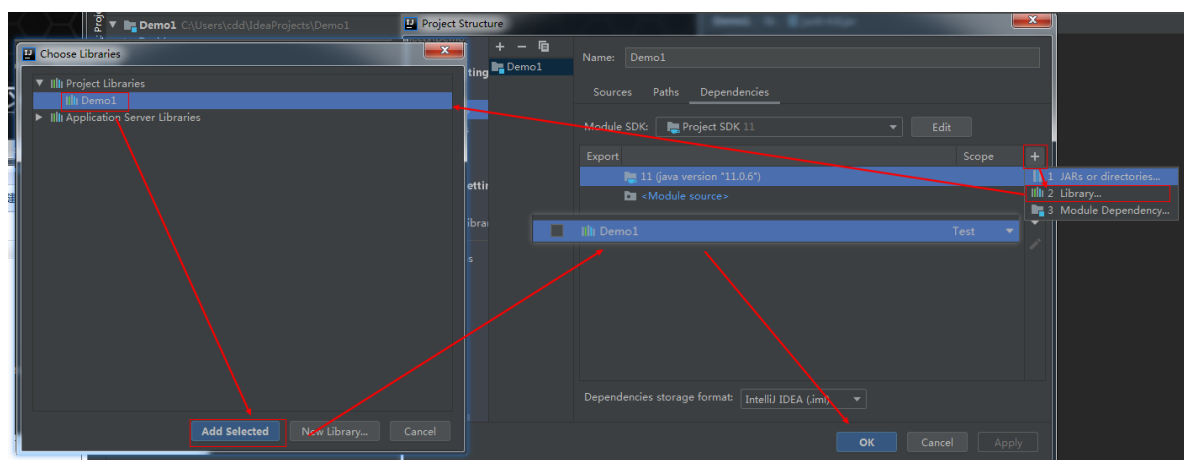 Demo1 C:\Users\cdd\IdeaProjects\Demo1
Choose Libraries
Project Libraries
Demo1
Application Server Libraries
Add Selected
New Library...
Cancel
Project Structure
Demo1
Name: Demo1
Sources Paths Dependencies
Module SDK: Project SDK 11 Edit
Export Scope
11 (java version "11.0.6")
<Module source>
Demo1 Test
1 JARs or directories...
2 Library...
3 Module Dependency...
Dependencies storage format: IntelliJ IDEA (.iml)
OK Cancel Apply